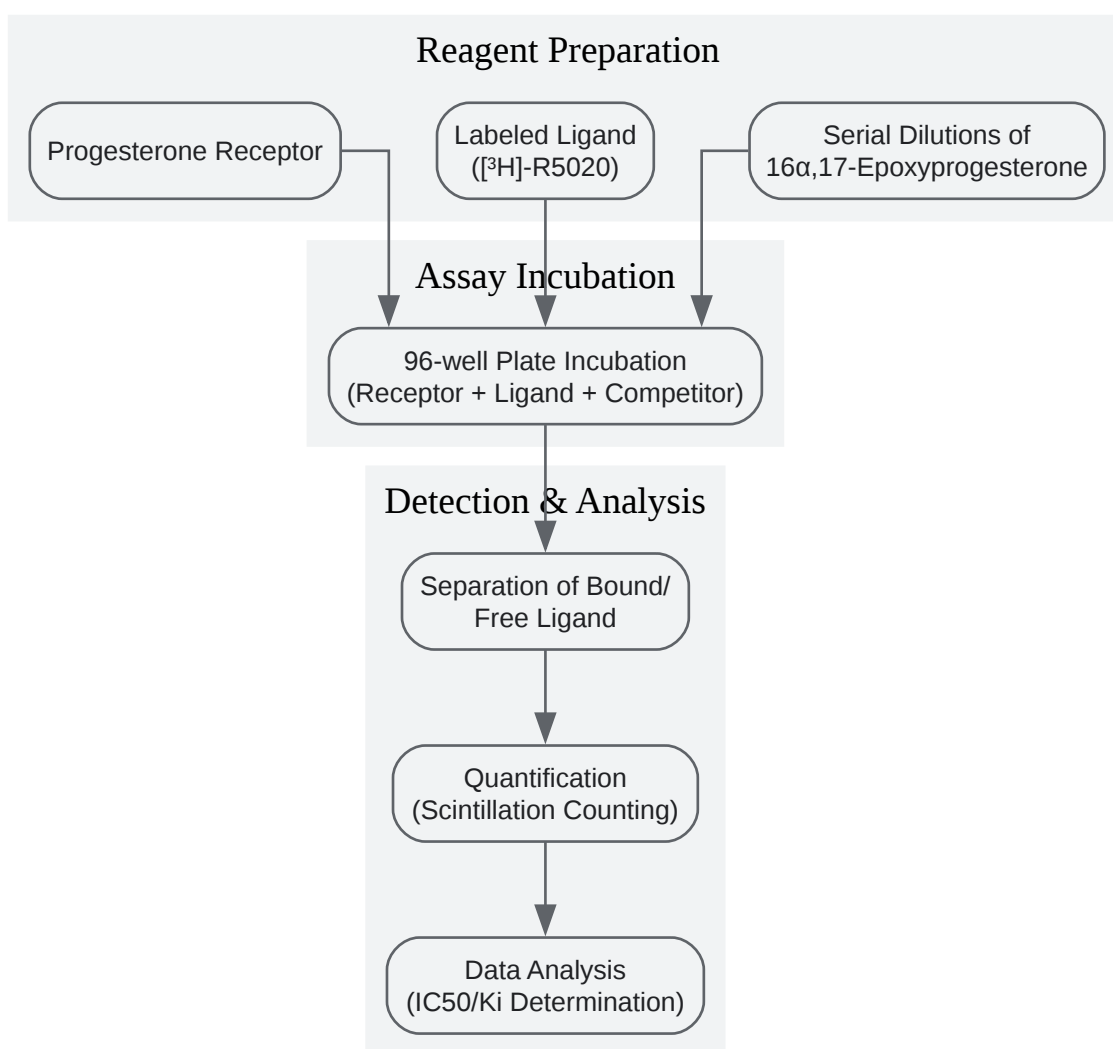 Reagent Preparation
Progesterone Receptor
Labeled Ligand
([³H]-R5020)
Serial Dilutions of
16α,17-Epoxyprogesterone
Assay Incubation
96-well Plate Incubation
(Receptor + Ligand + Competitor)
Detection & Analysis
Separation of Bound/
Free Ligand
Quantification
(Scintillation Counting)
Data Analysis
(IC50/Ki Determination)